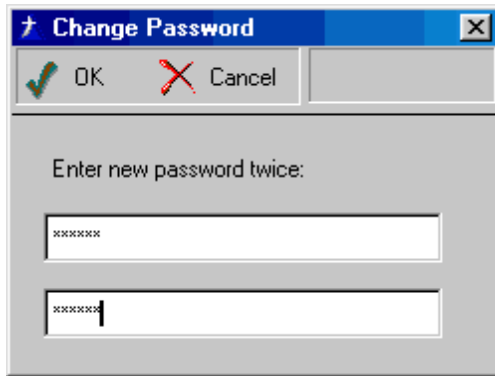 Change Password
OK Cancel
Enter new password twice:
******
******